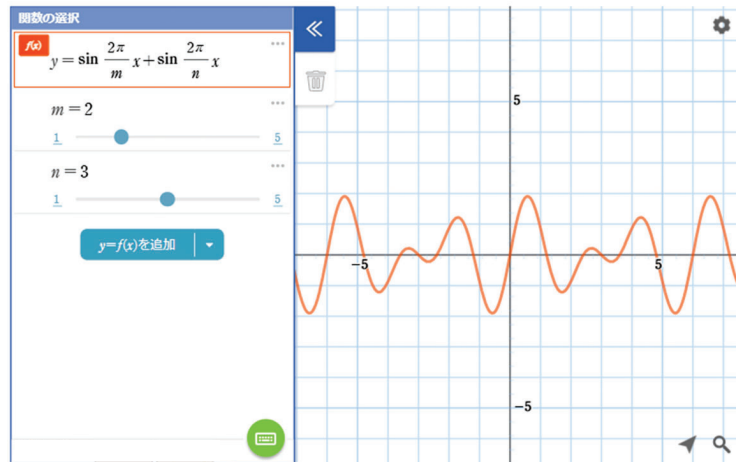 関数の選択
f(x)
y = sin 2π/m x + sin 2π/n x
m = 2
1 5
n = 3
1 5
y=f(x)を追加
5
-5 5
-5